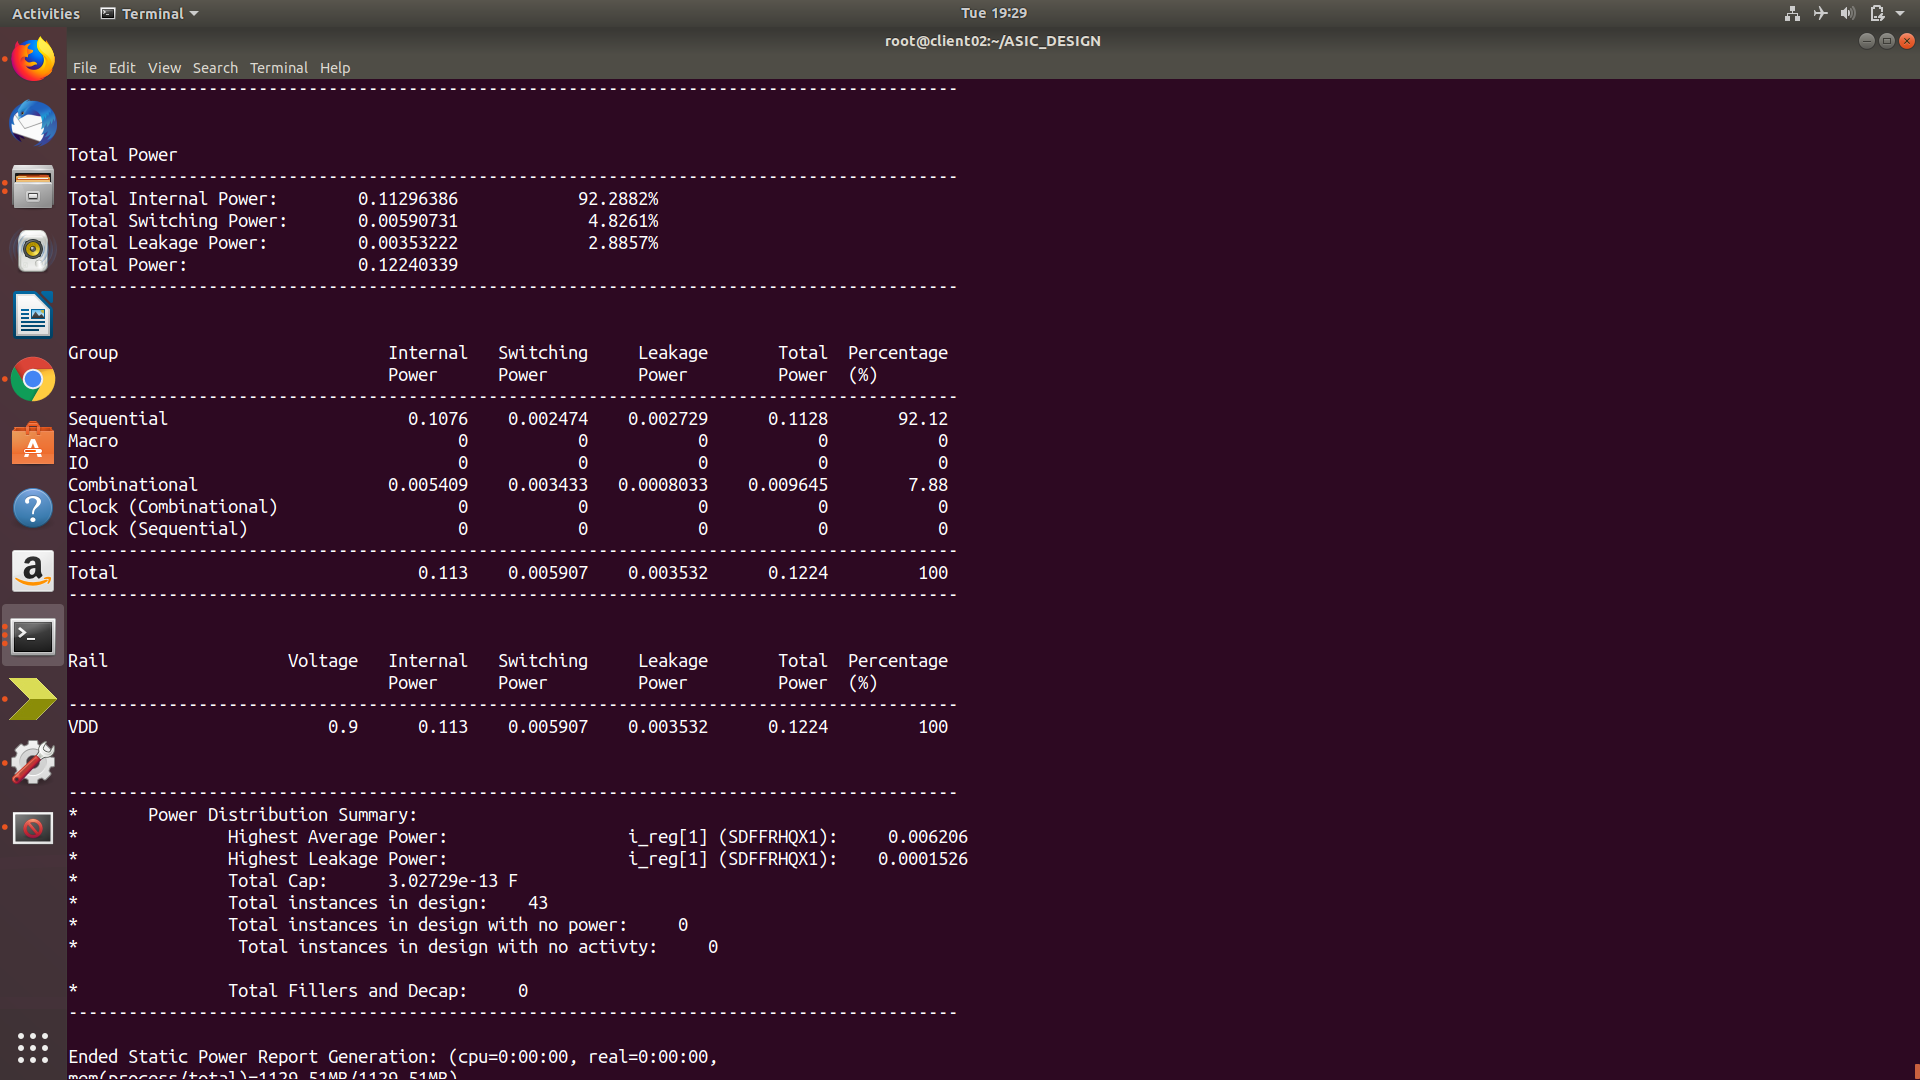 Activities Terminal Tue 19:29
root@client02:~/ASIC_DESIGN
File Edit View Search Terminal Help
-----------------------------------------------------------------------------------------
Total Power
-----------------------------------------------------------------------------------------
Total Internal Power: 0.11296386 92.2882%
Total Switching Power: 0.00590731 4.8261%
Total Leakage Power: 0.00353222 2.8857%
Total Power: 0.12240339
-----------------------------------------------------------------------------------------
Group Internal Switching Leakage Total Percentage
Power Power Power Power (%)
-----------------------------------------------------------------------------------------
Sequential 0.1076 0.002474 0.002729 0.1128 92.12
Macro 0 0 0 0 0
IO 0 0 0 0 0
Combinational 0.005409 0.003433 0.0008033 0.009645 7.88
Clock (Combinational) 0 0 0 0 0
Clock (Sequential) 0 0 0 0 0
-----------------------------------------------------------------------------------------
Total 0.113 0.005907 0.003532 0.1224 100
-----------------------------------------------------------------------------------------
Rail Voltage Internal Switching Leakage Total Percentage
Power Power Power Power (%)
-----------------------------------------------------------------------------------------
VDD 0.9 0.113 0.005907 0.003532 0.1224 100
-----------------------------------------------------------------------------------------
* Power Distribution Summary:
* Highest Average Power: i_reg[1] (SDFFRHQX1): 0.006206
* Highest Leakage Power: i_reg[1] (SDFFRHQX1): 0.0001526
* Total Cap: 3.02729e-13 F
* Total instances in design: 43
* Total instances in design with no power: 0
* Total instances in design with no activty: 0
* Total Fillers and Decap: 0
-----------------------------------------------------------------------------------------
Ended Static Power Report Generation: (cpu=0:00:00, real=0:00:00,
mem(process/total)=1129.51MB/1129.51MB)